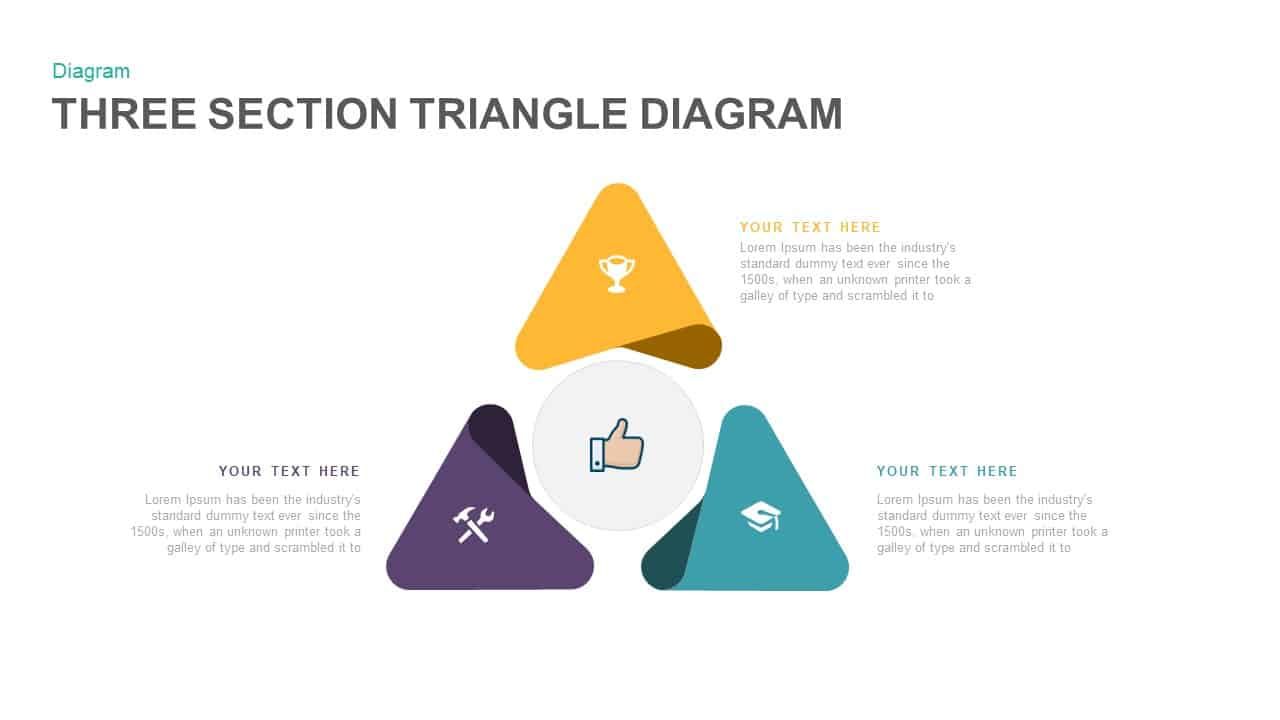 Diagram
THREE SECTION TRIANGLE DIAGRAM
YOUR TEXT HERE
Lorem Ipsum has been the industry's
standard dummy text ever since the
1500s, when an unknown printer took a
galley of type and scrambled it to
YOUR TEXT HERE
Lorem Ipsum has been the industry's
standard dummy text ever since the
1500s, when an unknown printer took a
galley of type and scrambled it to
YOUR TEXT HERE
Lorem Ipsum has been the industry's
standard dummy text ever since the
1500s, when an unknown printer took a
galley of type and scrambled it to